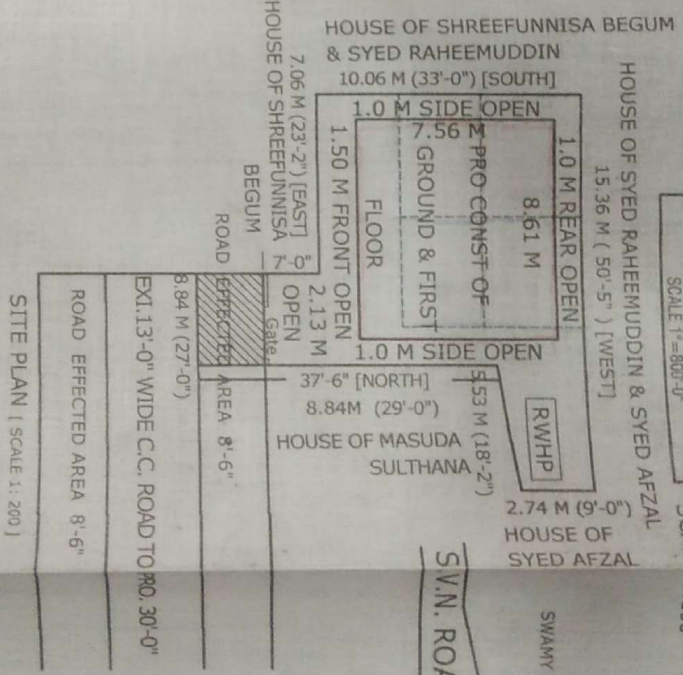 HOUSE OF SHREEFUNNISA BEGUM
& SYED RAHEEMUDDIN
10.06 M (33'-0") [SOUTH]
1.0 M SIDE OPEN
7.56 M
PRO CONST OF
GROUND & FIRST
FLOOR
8.61 M
1.0 M REAR OPEN
1.50 M FRONT OPEN
1.0 M SIDE OPEN
15.36 M ( 50'-5" ) [WEST]
HOUSE OF SYED RAHEEMUDDIN & SYED AFZAL
7.06 M (23'-2") [EAST]
HOUSE OF SHREEFUNNISA
BEGUM
7'-0"
OPEN
2.13 M
Gate
ROAD EFFECTED AREA 8'-6"
37'-6" [NORTH]
8.84M (29'-0")
HOUSE OF MASUDA
SULTHANA
5.53 M (18'-2")
RWHP
2.74 M (9'-0")
HOUSE OF
SYED AFZAL
8.84 M (27'-0")
EXI.13'-0" WIDE C.C. ROAD TO PRO. 30'-0"
ROAD EFFECTED AREA 8'-6"
SITE PLAN [ SCALE 1: 200 ]
SCALE 1"=800'-0"
S.V.N. ROA
SWAMY